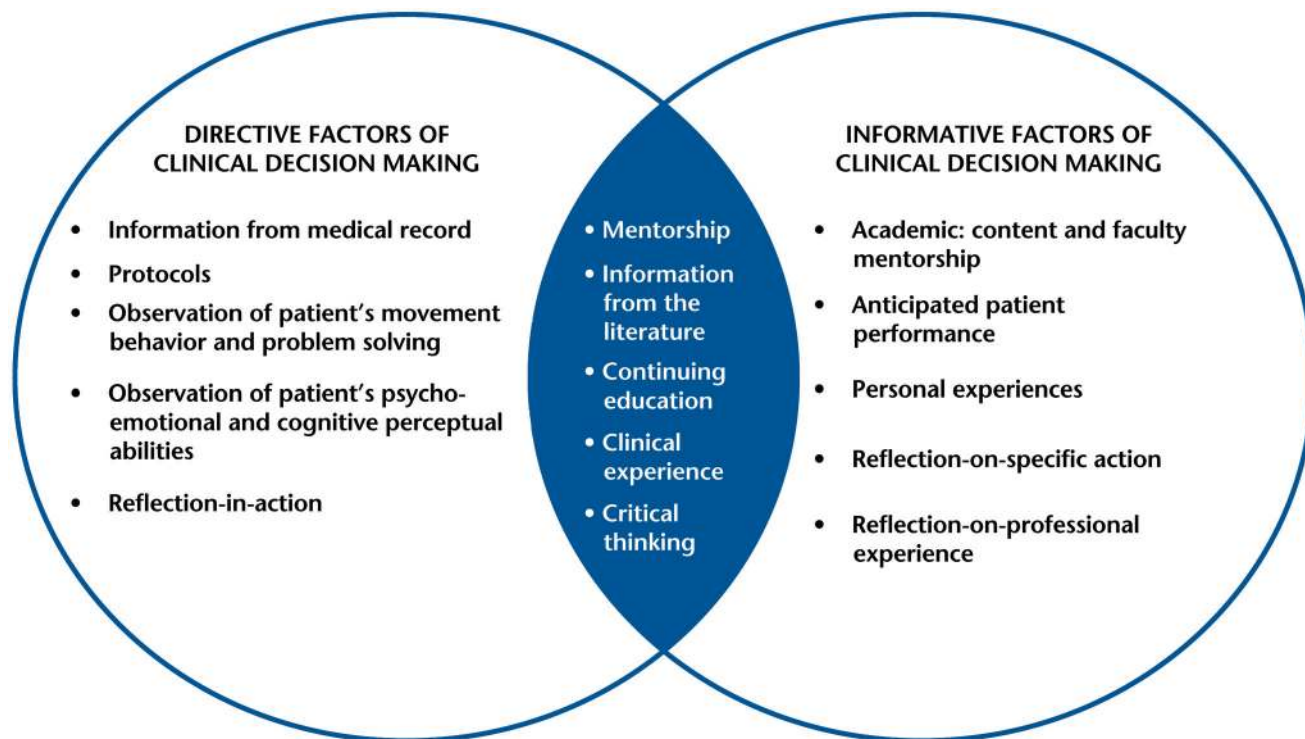 DIRECTIVE FACTORS OF
CLINICAL DECISION MAKING
• Information from medical record
• Protocols
• Observation of patient's movement
behavior and problem solving
• Observation of patient's psycho-
emotional and cognitive perceptual
abilities
• Reflection-in-action
• Mentorship
• Information
from the
literature
• Continuing
education
• Clinical
experience
• Critical
thinking
INFORMATIVE FACTORS OF
CLINICAL DECISION MAKING
• Academic: content and faculty
mentorship
• Anticipated patient
performance
• Personal experiences
• Reflection-on-specific action
• Reflection-on-professional
experience